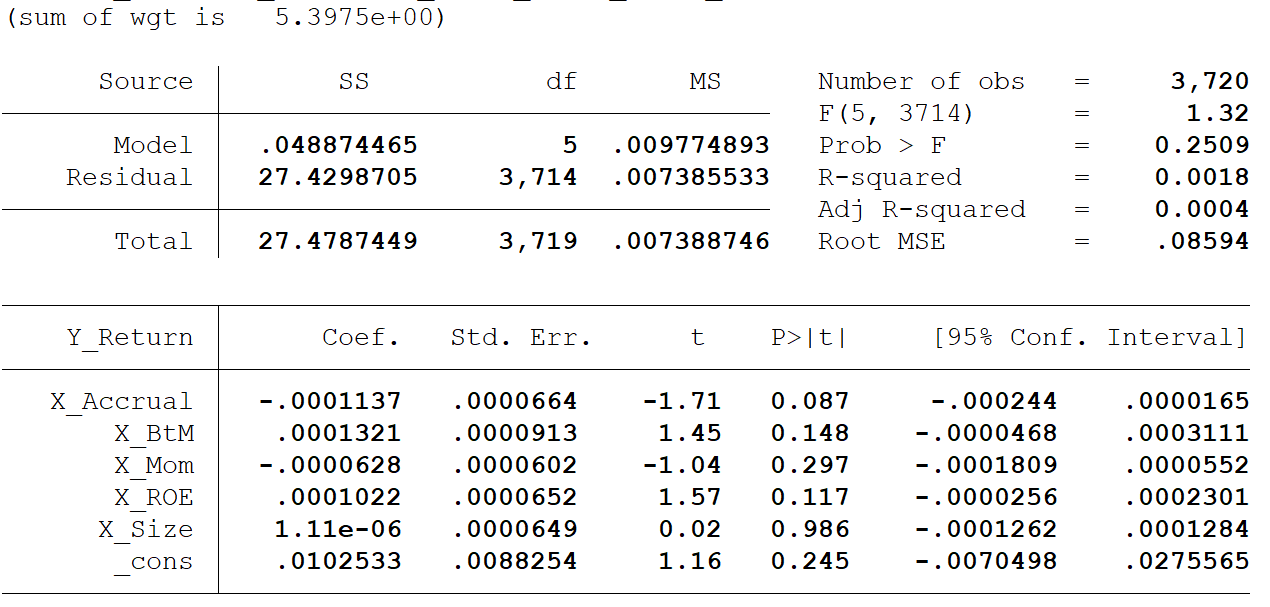 (sum of wgt is   5.3975e+00)
Source | SS df MS Number of obs = 3,720
F(5, 3714) = 1.32
Model | .048874465 5 .009774893 Prob > F = 0.2509
Residual | 27.4298705 3,714 .007385533 R-squared = 0.0018
Adj R-squared = 0.0004
Total | 27.4787449 3,719 .007388746 Root MSE = .08594
Y_Return | Coef. Std. Err. t P>|t| [95% Conf. Interval]
X_Accrual | -.0001137 .0000664 -1.71 0.087 -.000244 .0000165
X_BtM | .0001321 .0000913 1.45 0.148 -.0000468 .0003111
X_Mom | -.0000628 .0000602 -1.04 0.297 -.0001809 .0000552
X_ROE | .0001022 .0000652 1.57 0.117 -.0000256 .0002301
X_Size | 1.11e-06 .0000649 0.02 0.986 -.0001262 .0001284
_cons | .0102533 .0088254 1.16 0.245 -.0070498 .0275565